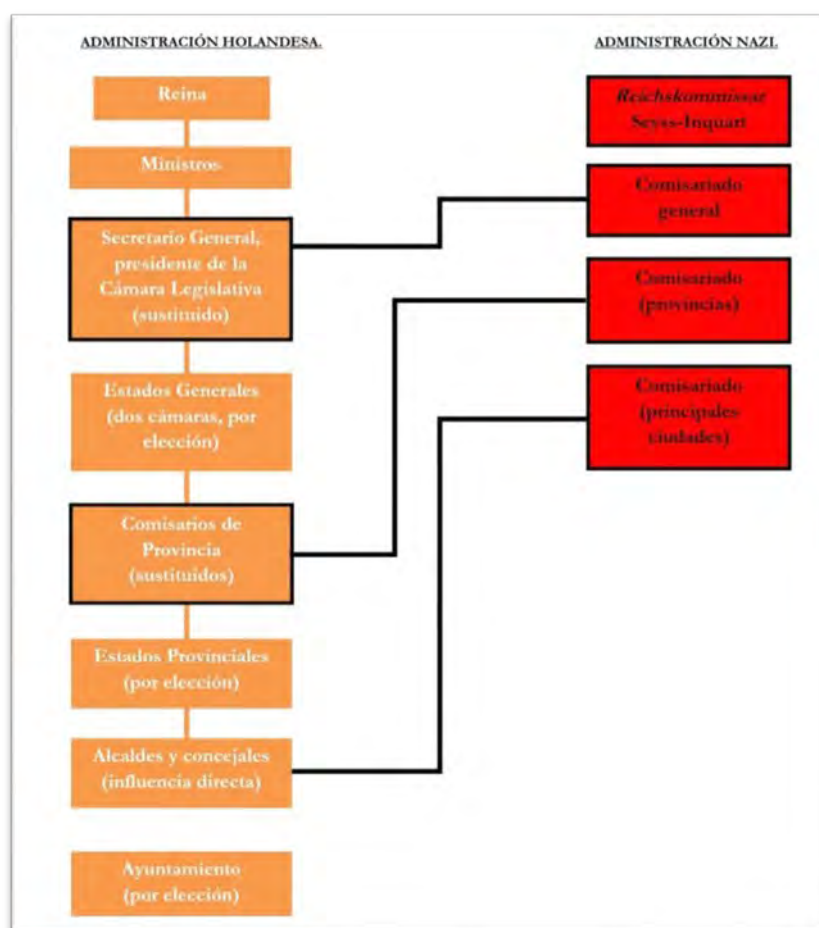 ADMINISTRACIÓN HOLANDESA.
Reina
Ministros
Secretario General,
presidente de la
Cámara Legislativa
(sustituido)
Estados Generales
(dos cámaras, por
elección)
Comisarios de
Provincia
(sustituidos)
Estados Provinciales
(por elección)
Alcaldes y concejales
(influencia directa)
Ayuntamiento
(por elección)
ADMINISTRACIÓN NAZI.
Reichskommissar
Seyss-Inquart
Comisariado
general
Comisariado
(provincias)
Comisariado
(principales
ciudades)